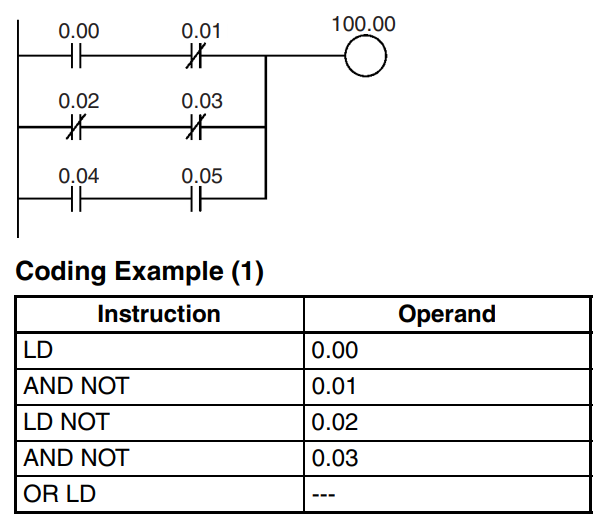 0.00 0.01 100.00
0.02 0.03
0.04 0.05
Coding Example (1)
Instruction Operand
LD 0.00
AND NOT 0.01
LD NOT 0.02
AND NOT 0.03
OR LD ---